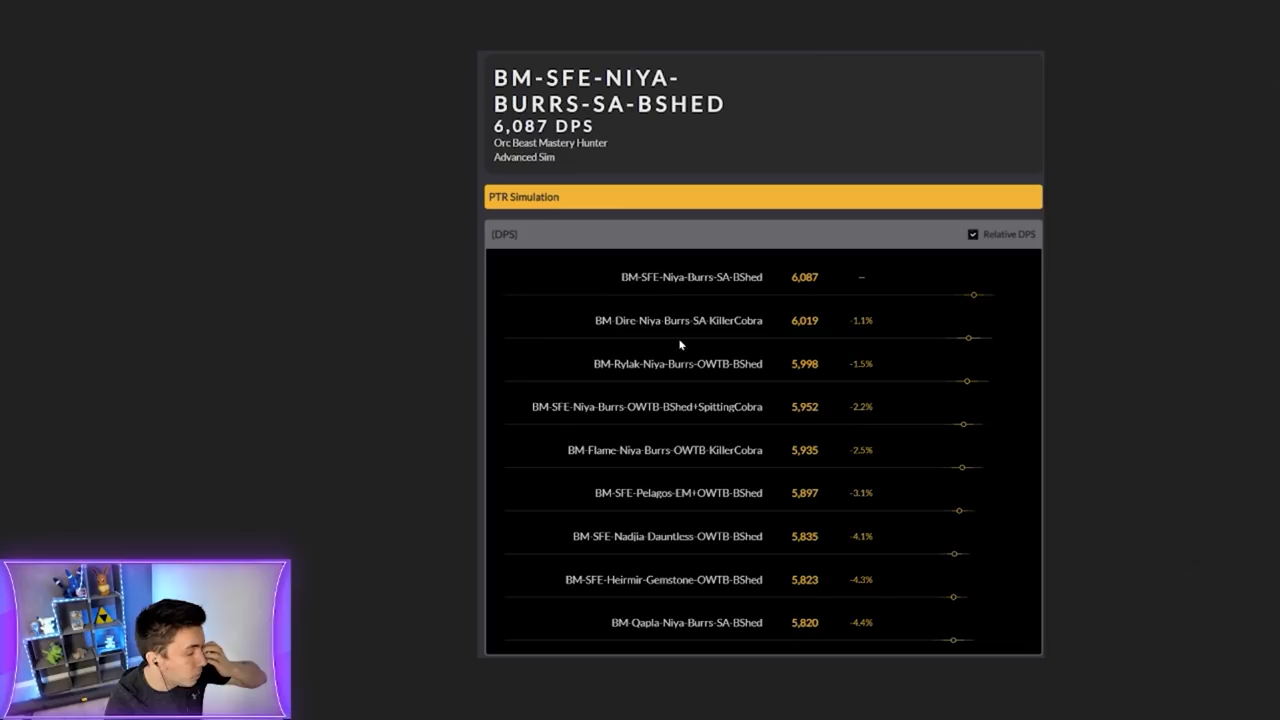 BM-SFE-NIYA-
BURRS-SA-BSHED
6,087 DPS
Orc Beast Mastery Hunter
Advanced Sim
PTR Simulation
(DPS) Relative DPS
BM-SFE-Niya-Burrs-SA-BShed 6,087 –
BM-Dire-Niya-Burrs-SA-KillerCobra 6,019 -1.1%
BM-Rylak-Niya-Burrs-OWTB-BShed 5,998 -1.5%
BM-SFE-Niya-Burrs-OWTB-BShed+SpittingCobra 5,952 -2.2%
BM-Flame-Niya-Burrs-OWTB-KillerCobra 5,935 -2.5%
BM-SFE-Pelagos-EM+OWTB-BShed 5,897 -3.1%
BM-SFE-Nadjia-Dauntless-OWTB-BShed 5,835 -4.1%
BM-SFE-Heirmir-Gemstone-OWTB-BShed 5,823 -4.3%
BM-Qapla-Niya-Burrs-SA-BShed 5,820 -4.4%